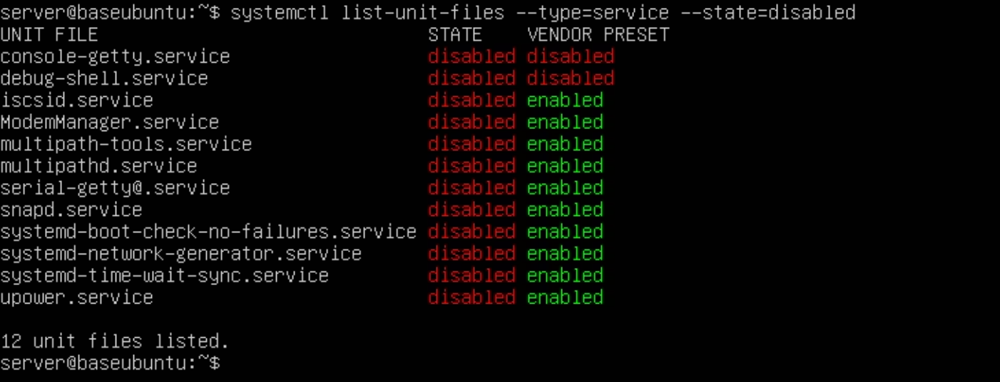 server@baseubuntu:~$ systemctl list-unit-files --type=service --state=disabled
UNIT FILE                              STATE    VENDOR PRESET
console-getty.service                  disabled disabled
debug-shell.service                    disabled disabled
iscsid.service                         disabled enabled
ModemManager.service                   disabled enabled
multipath-tools.service                disabled enabled
multipathd.service                     disabled enabled
serial-getty@.service                  disabled enabled
snapd.service                          disabled enabled
systemd-boot-check-no-failures.service disabled enabled
systemd-network-generator.service      disabled enabled
systemd-time-wait-sync.service         disabled enabled
upower.service                         disabled enabled

12 unit files listed.
server@baseubuntu:~$